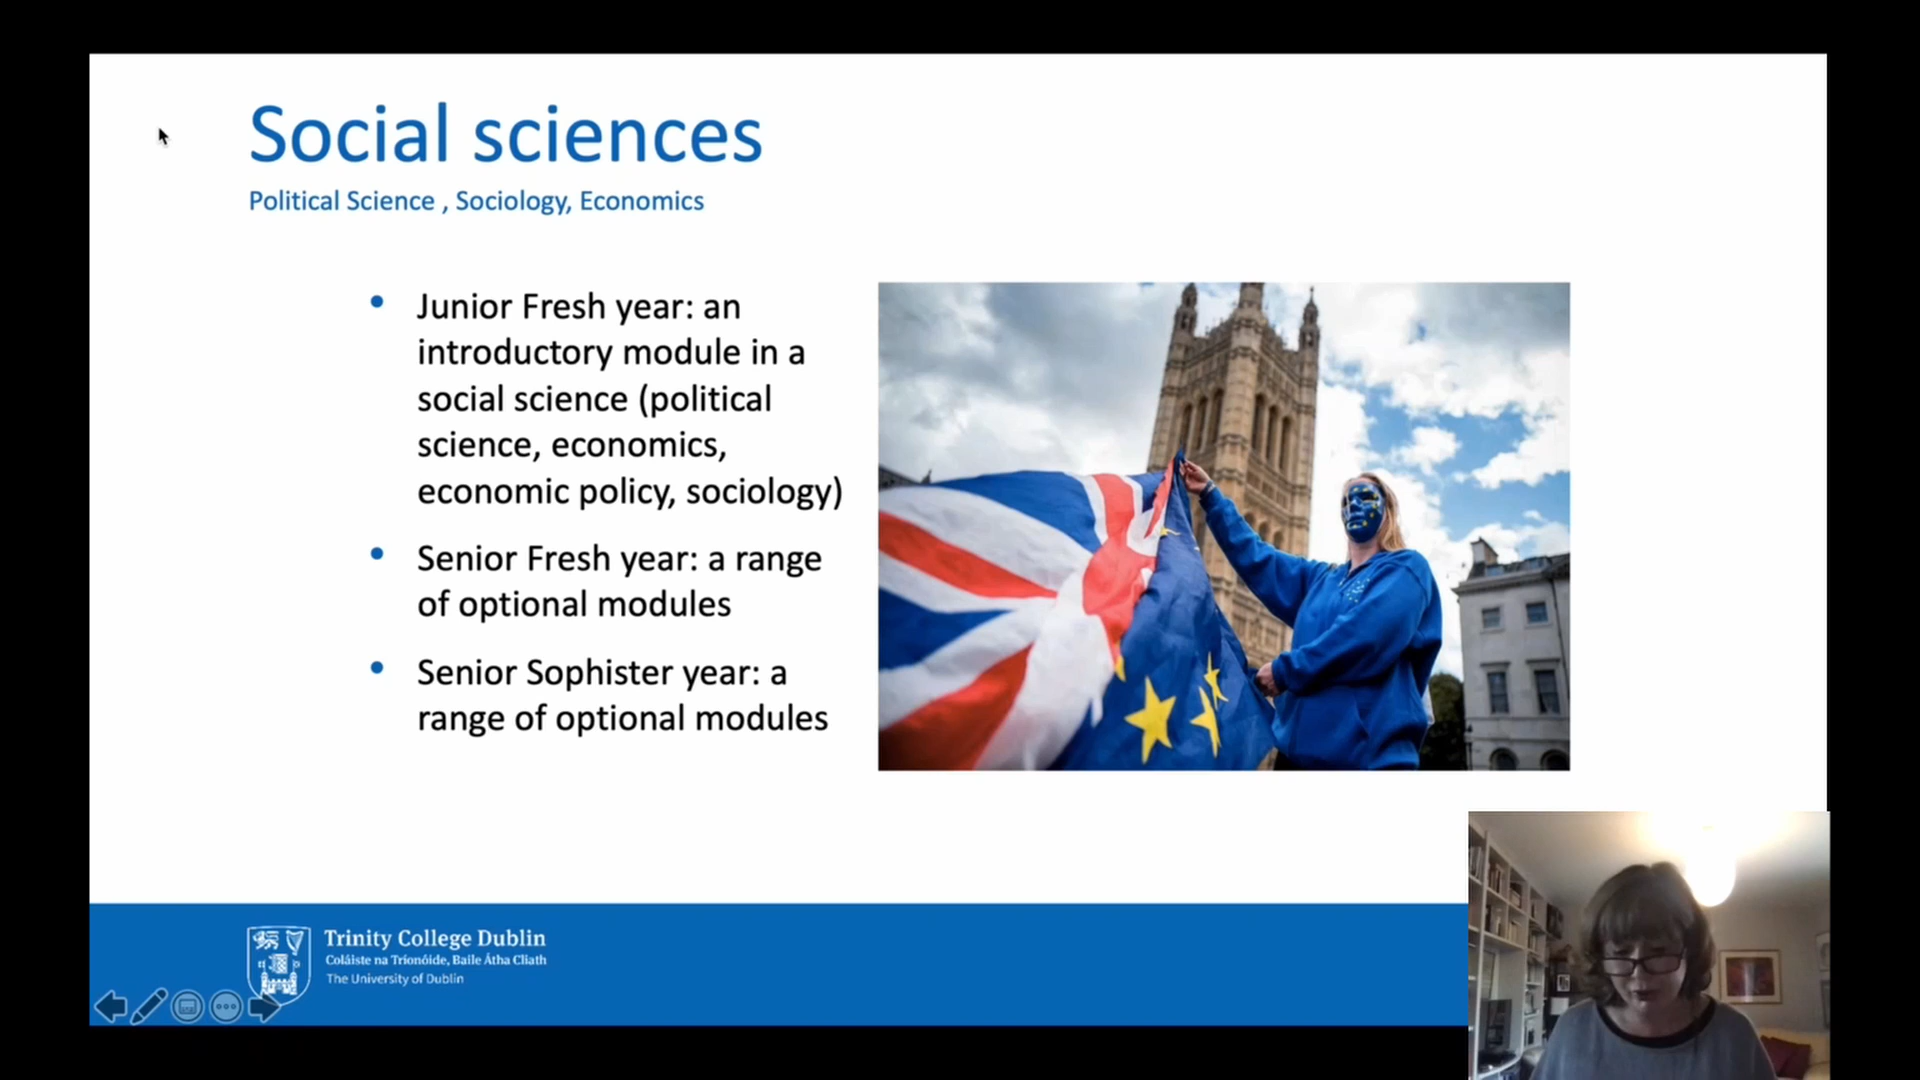 Social sciences
Political Science , Sociology, Economics
• Junior Fresh year: an
introductory module in a
social science (political
science, economics,
economic policy, sociology)
• Senior Fresh year: a range
of optional modules
• Senior Sophister year: a
range of optional modules
Trinity College Dublin
Coláiste na Tríonóide, Baile Átha Cliath
The University of Dublin